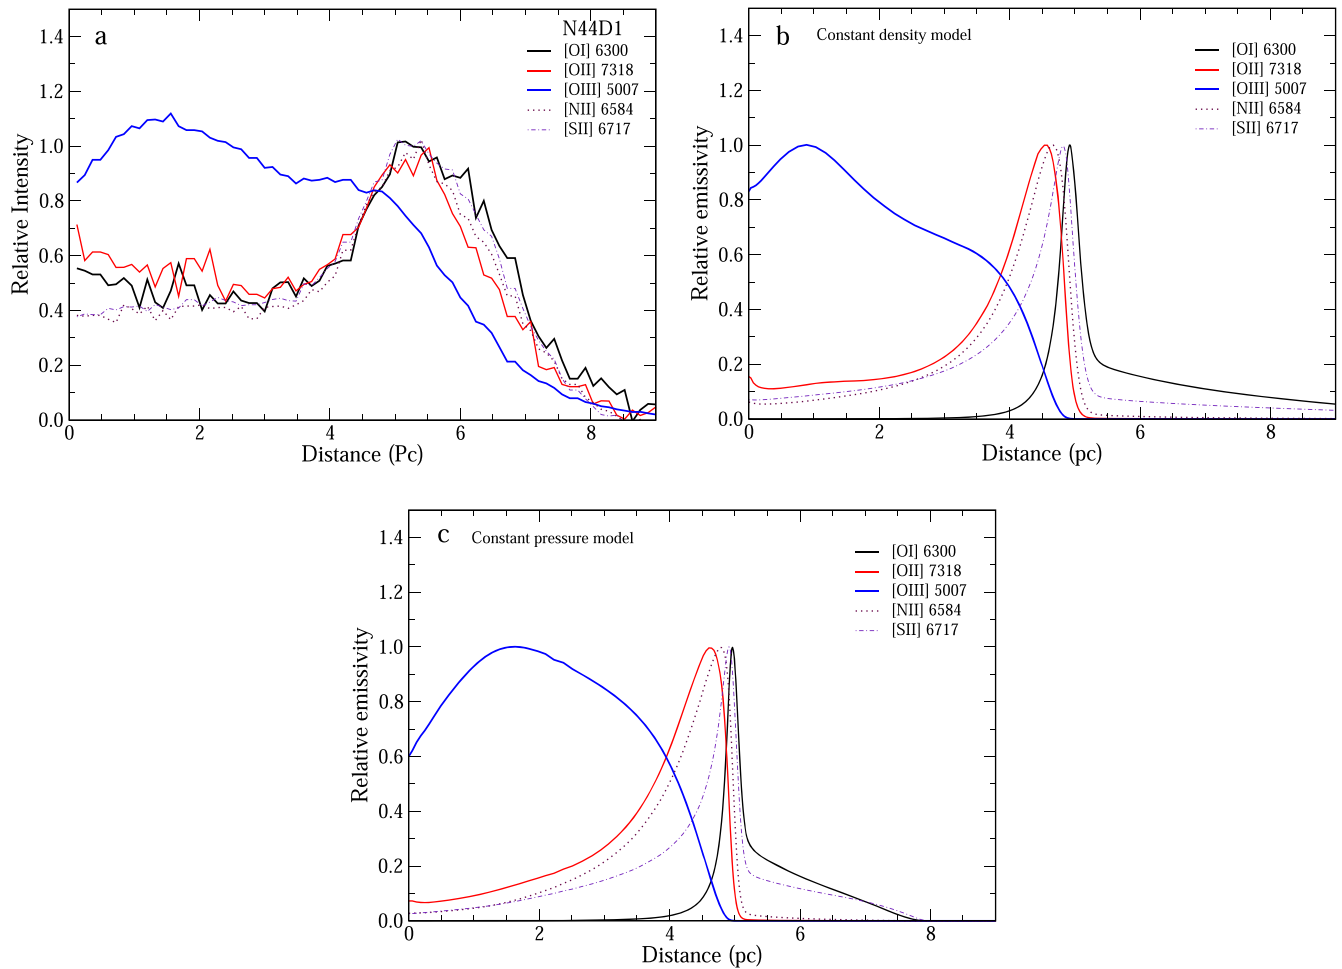 a
N44D1
[OI] 6300
[OII] 7318
[OIII] 5007
[NII] 6584
[SII] 6717
1.4
1.2
1.0
0.8
0.6
0.4
0.2
0.0
Relative Intensity
0
2
4
6
8
Distance (Pc)
b
Constant density model
[OI] 6300
[OII] 7318
[OIII] 5007
[NII] 6584
[SII] 6717
1.4
1.2
1.0
0.8
0.6
0.4
0.2
0.0
Relative emissivity
0
2
4
6
8
Distance (pc)
c
Constant pressure model
[OI] 6300
[OII] 7318
[OIII] 5007
[NII] 6584
[SII] 6717
1.4
1.2
1.0
0.8
0.6
0.4
0.2
0.0
Relative emissivity
0
2
4
6
8
Distance (pc)